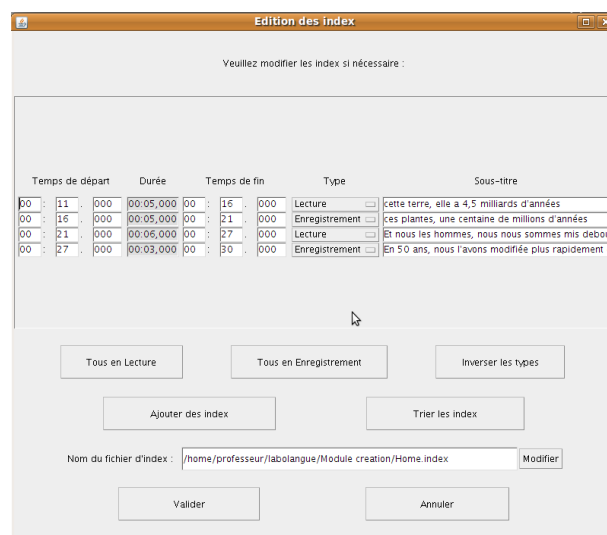 Edition des index
Veuillez modifier les index si nécessaire :
Temps de départ Durée Temps de fin Type Sous-titre
00 : 11 . 000 00:05,000 00 : 16 . 000 Lecture cette terre, elle a 4,5 milliards d'années
00 : 16 . 000 00:05,000 00 : 21 . 000 Enregistrement ces plantes, une centaine de millions d'années
00 : 21 . 000 00:06,000 00 : 27 . 000 Lecture Et nous les hommes, nous nous sommes mis debou
00 : 27 . 000 00:03,000 00 : 30 . 000 Enregistrement En 50 ans, nous l'avons modifiée plus rapidement
Tous en Lecture Tous en Enregistrement Inverser les types
Ajouter des index Trier les index
Nom du fichier d'index : /home/professeur/labolangue/Module creation/Home.index Modifier
Valider Annuler